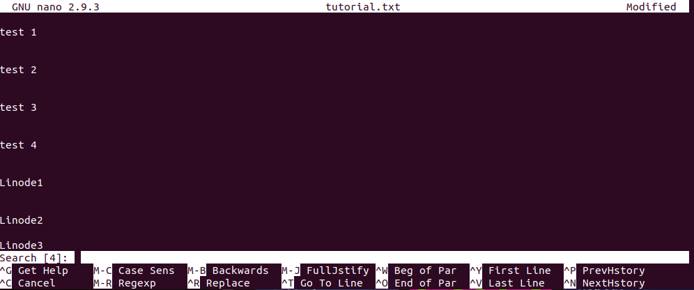 GNU nano 2.9.3 tutorial.txt Modified
test 1
test 2
test 3
test 4
Linode1
Linode2
Linode3
Search [4]:
^G Get Help M-C Case Sens M-B Backwards M-J FullJstify ^W Beg of Par ^Y First Line ^P PrevHstory
^C Cancel M-R Regexp ^R Replace ^T Go To Line ^O End of Par ^V Last Line ^N NextHstory